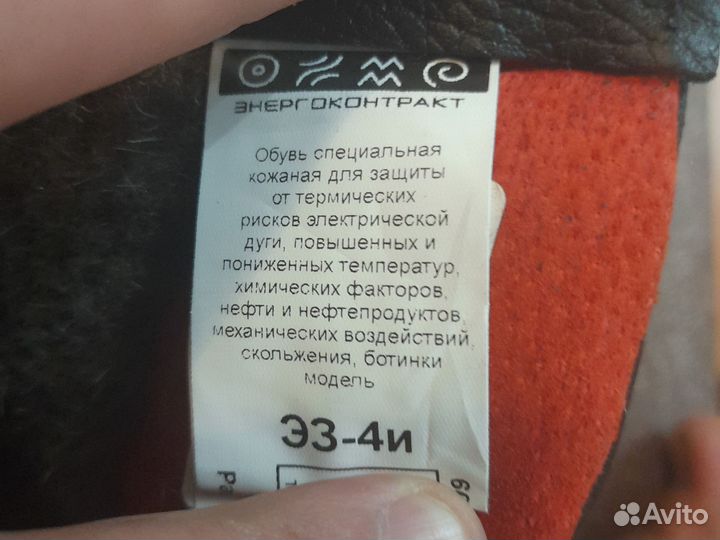 ЭНЕРГОКОНТРАКТ
Обувь специальная
кожаная для защиты
от термических
рисков электрической
дуги, повышенных и
пониженных температур,
химических факторов,
нефти и нефтепродуктов,
механических воздействий,
скольжения, ботинки
модель
ЭЗ-4и
Avito